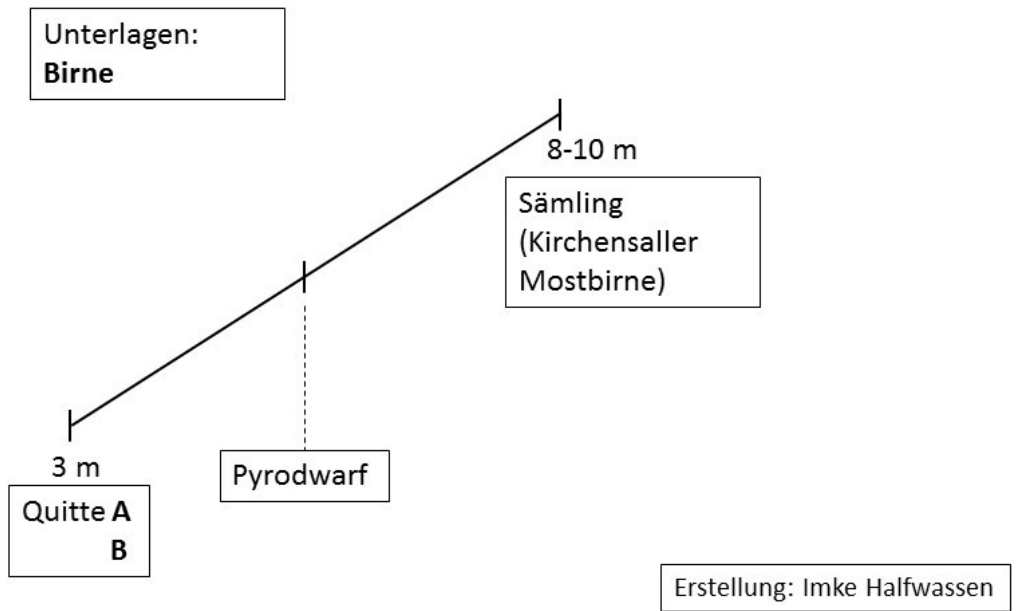 Unterlagen:
Birne
8-10 m
Sämling
(Kirchensaller
Mostbirne)
3 m
Pyrodwarf
Quitte A
B
Erstellung: Imke Halfwassen